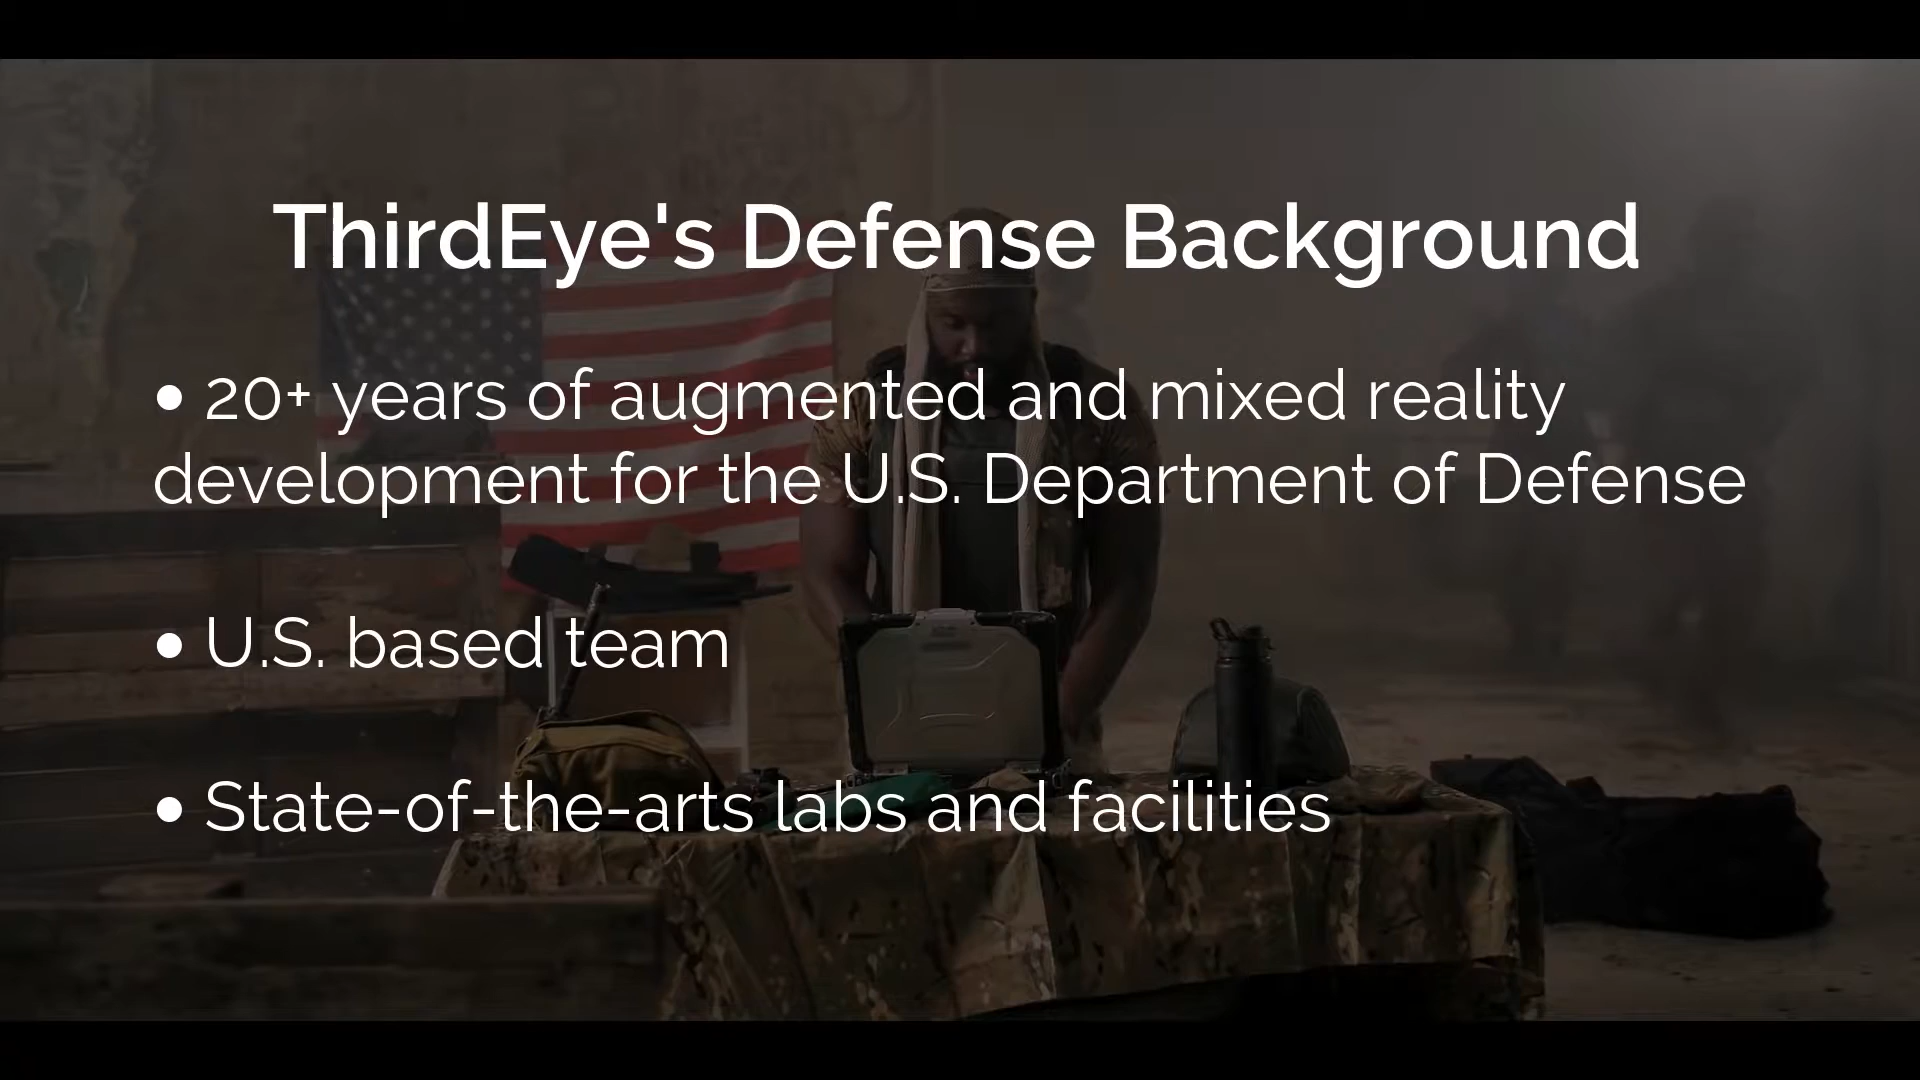 ThirdEye's Defense Background
• 20+ years of augmented and mixed reality
development for the U.S. Department of Defense
• U.S. based team
• State-of-the-arts labs and facilities